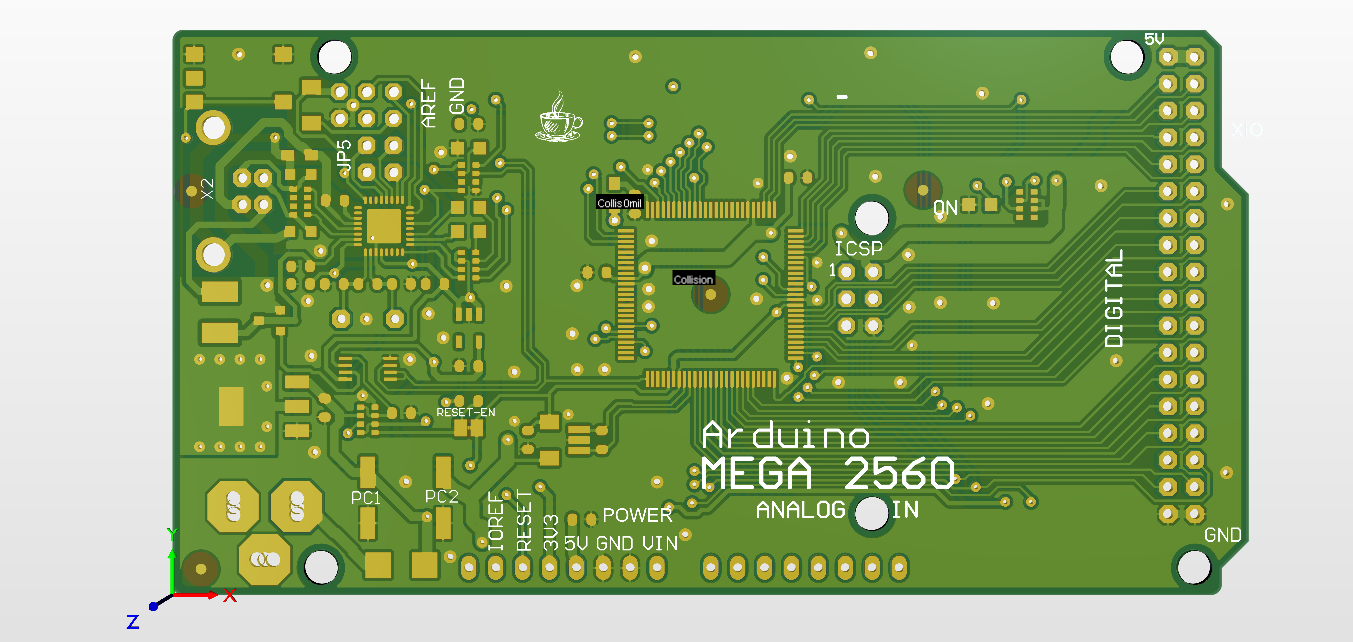 5V
AREF
GND
XIO
JP5
X2
Collis0mil
ON
ICSP
1
Collision
DIGITAL
RESET-EN
Arduino
MEGA 2560
PC1
PC2
ANALOG IN
IOREF
RESET
3V3
5V GND VIN
POWER
GND
Y
X
Z